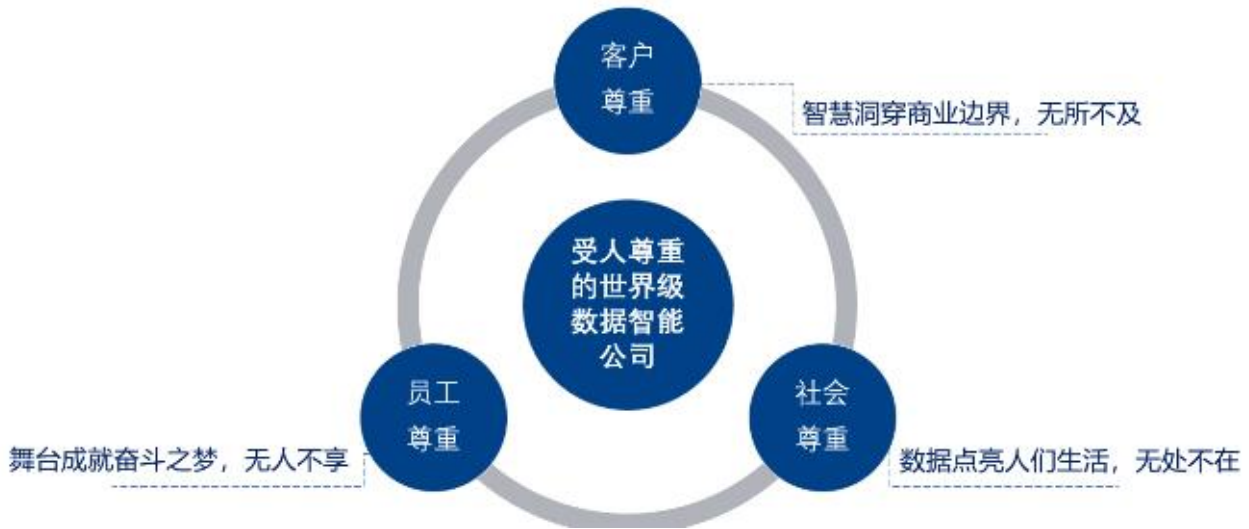 客户
尊重
智慧洞穿商业边界，无所不及
受人尊重
的世界级
数据智能
公司
员工
尊重
社会
尊重
舞台成就奋斗之梦，无人不享
数据点亮人们生活，无处不在